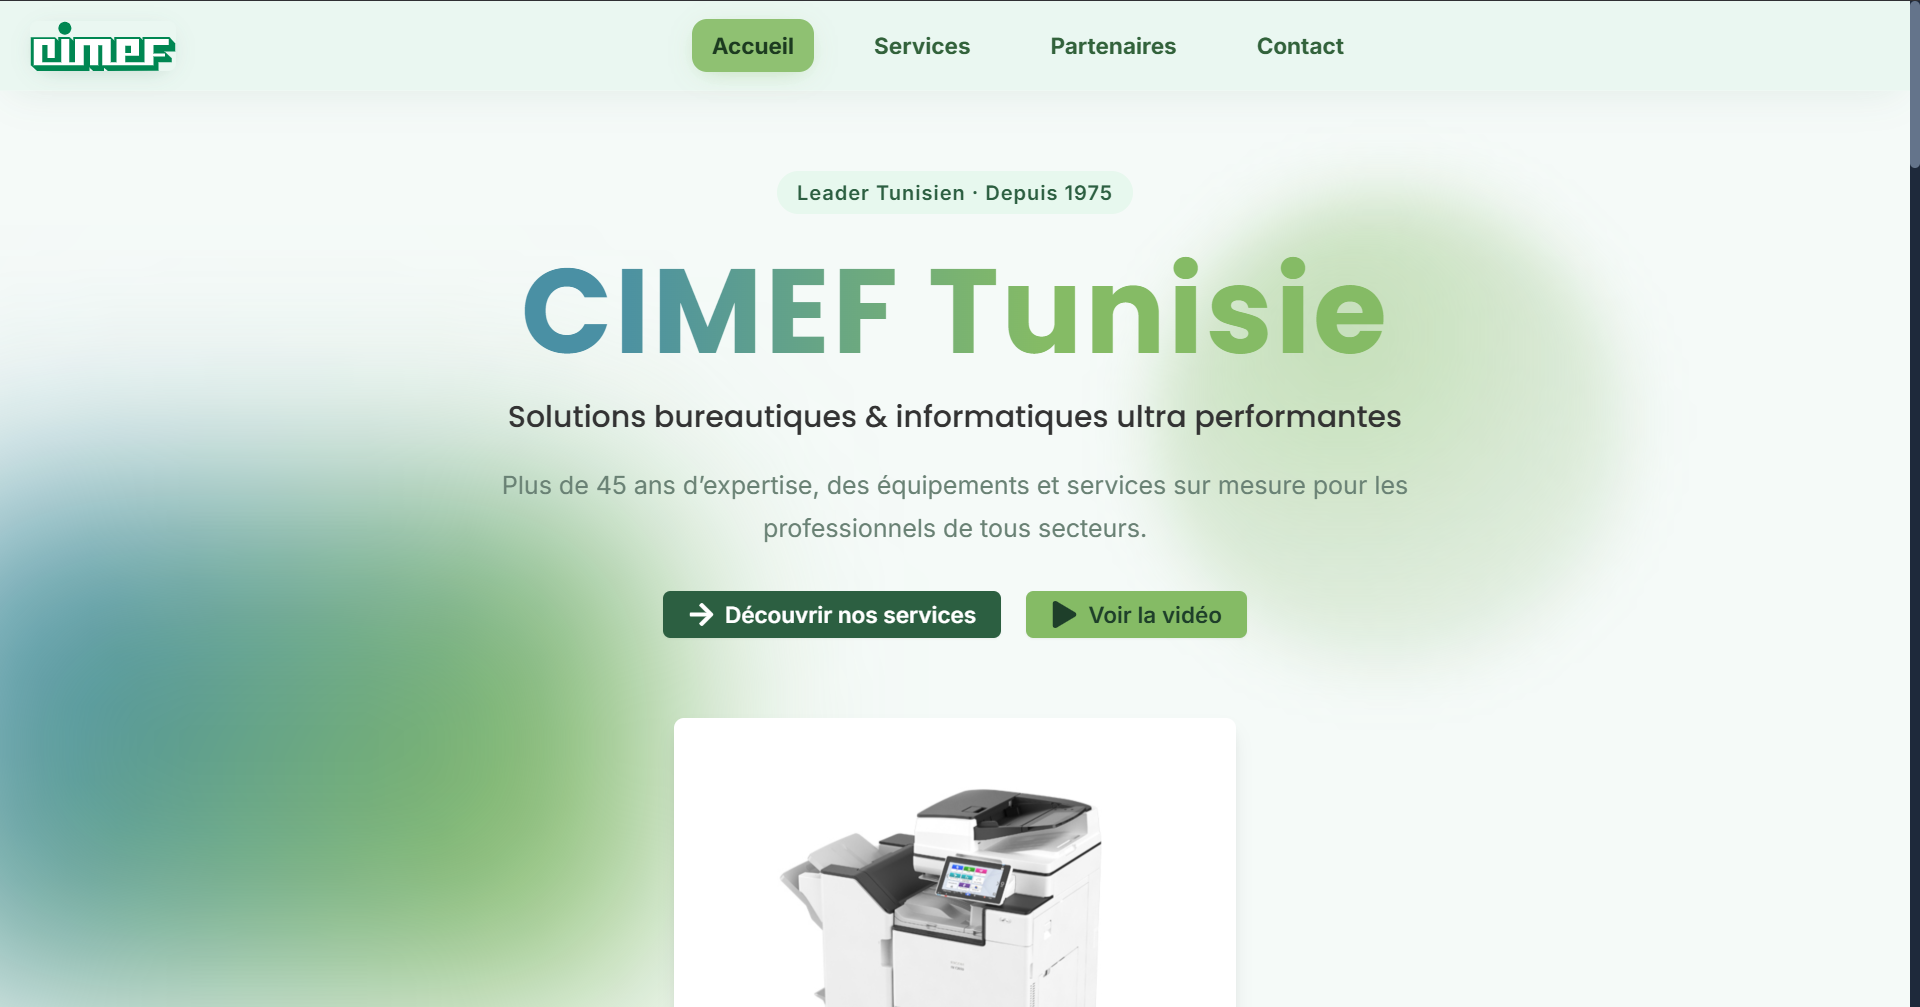 cimef
Accueil
Services
Partenaires
Contact
Leader Tunisien · Depuis 1975
CIMEF Tunisie
Solutions bureautiques & informatiques ultra performantes
Plus de 45 ans d’expertise, des équipements et services sur mesure pour les
professionnels de tous secteurs.
Découvrir nos services
Voir la vidéo